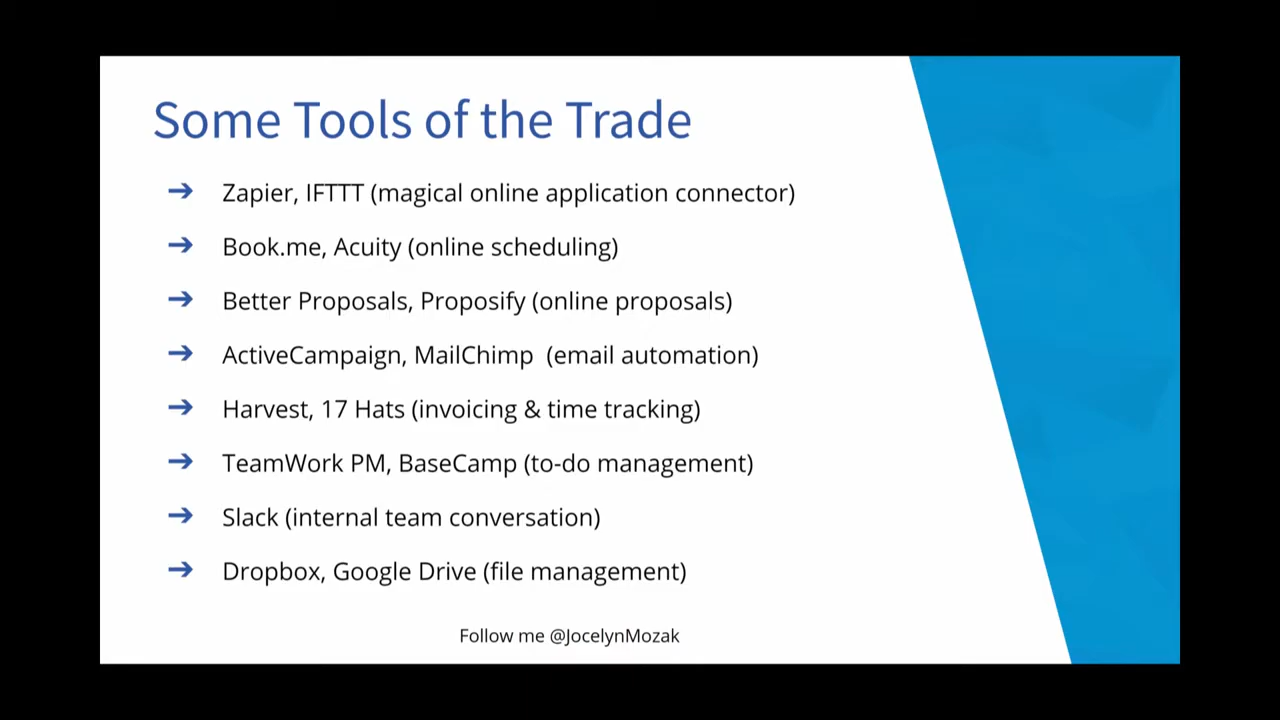 Some Tools of the Trade
➔ Zapier, IFTTT (magical online application connector)
➔ Book.me, Acuity (online scheduling)
➔ Better Proposals, Proposify (online proposals)
➔ ActiveCampaign, MailChimp  (email automation)
➔ Harvest, 17 Hats (invoicing & time tracking)
➔ TeamWork PM, BaseCamp (to-do management)
➔ Slack (internal team conversation)
➔ Dropbox, Google Drive (file management)
Follow me @JocelynMozak